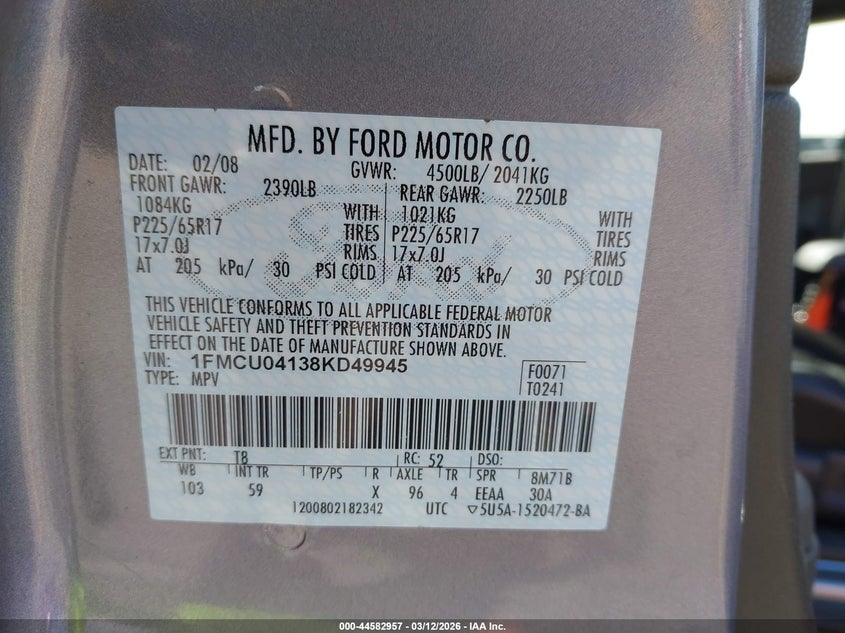 MFD. BY FORD MOTOR CO.
DATE: 02/08 GVWR: 4500LB/ 2041KG
FRONT GAWR: 2390LB REAR GAWR: 2250LB
1084KG WITH 1021KG WITH
P225/65R17 TIRES P225/65R17 TIRES
17x7.0J RIMS 17x7.0J RIMS
AT 205 kPa/ 30 PSI COLD AT 205 kPa/ 30 PSI COLD
THIS VEHICLE CONFORMS TO ALL APPLICABLE FEDERAL MOTOR
VEHICLE SAFETY AND THEFT PREVENTION STANDARDS IN
EFFECT ON THE DATE OF MANUFACTURE SHOWN ABOVE.
VIN: 1FMCU04138KD49945 F0071
TYPE: MPV T0241
EXT PNT: T8 RC: 52 DSO:
WB INT TR TP/PS R AXLE TR SPR 8M71B
103 59 X 96 4 EEAA 30A
1200802182342 UTC ▽5U5A-1520472-BA
000-44582957 - 03/12/2026 - IAA Inc.